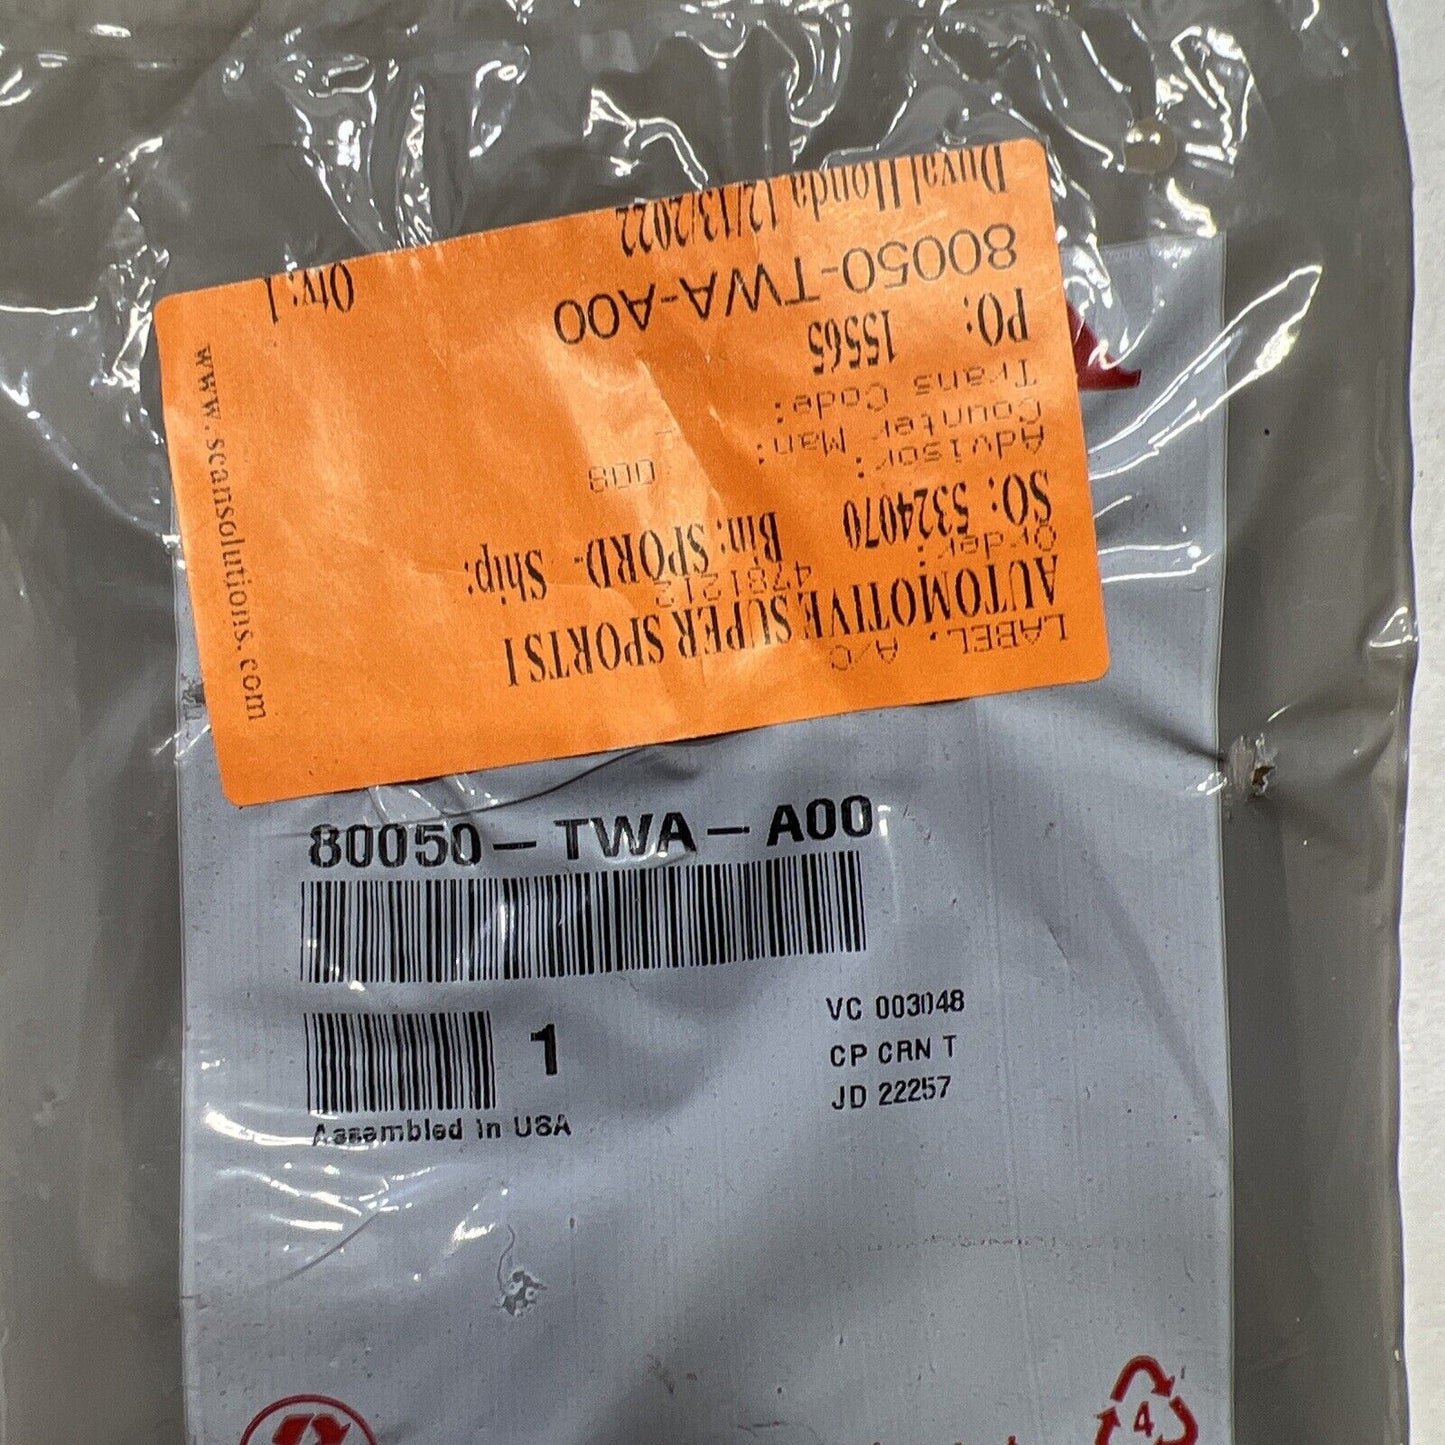 Duval Honda 12/13/2022
80050-TWA-A00
Qty: 1
PO: 15565
Trans Code:
Counter Man:
Advisor: 008
SO: 5324070 Bin: SPORD- Ship:
Order:
AUTOMOTIVE SUPER SPORTS I
LABEL, A/C
www.scansolutions.com
80050-TWA-A00
1
Assembled in USA
VC 003048
CP CRN T
JD 22257
4